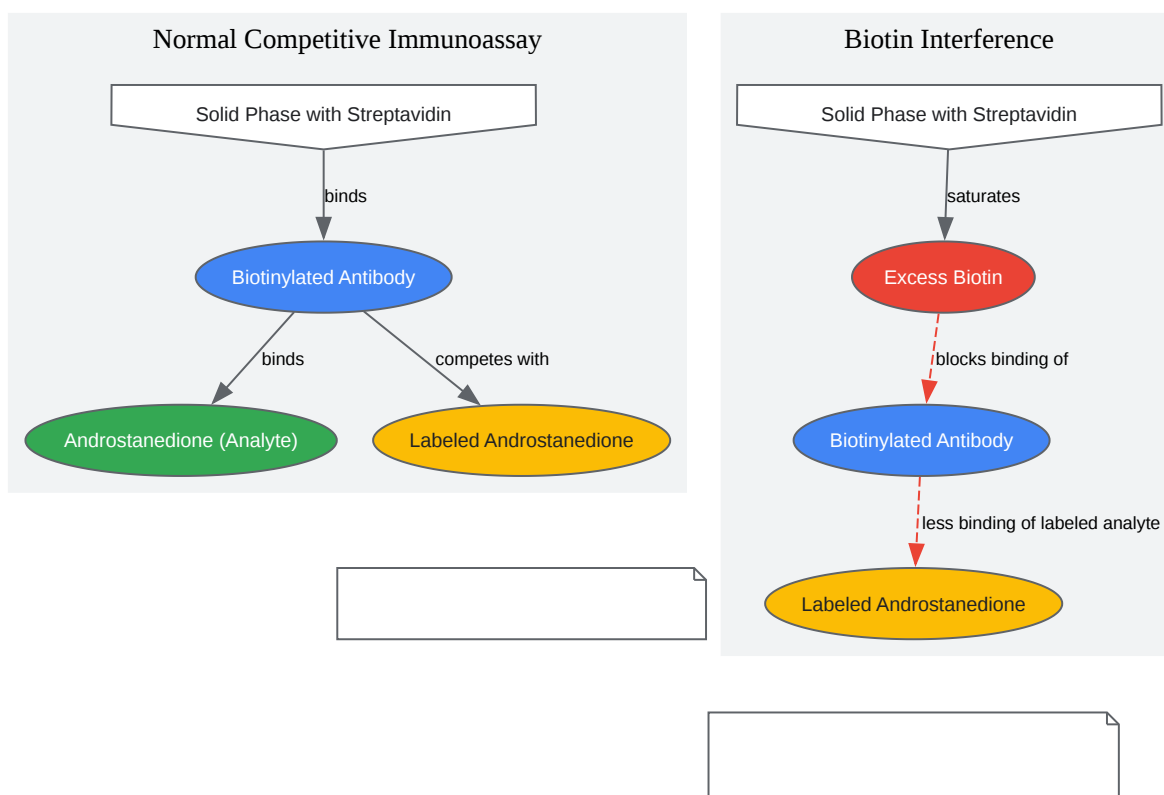 Normal Competitive Immunoassay
Solid Phase with Streptavidin
binds
Biotinylated Antibody
binds
competes with
Androstanedione (Analyte)
Labeled Androstanedione
Biotin Interference
Solid Phase with Streptavidin
saturates
Excess Biotin
blocks binding of
Biotinylated Antibody
less binding of labeled analyte
Labeled Androstanedione